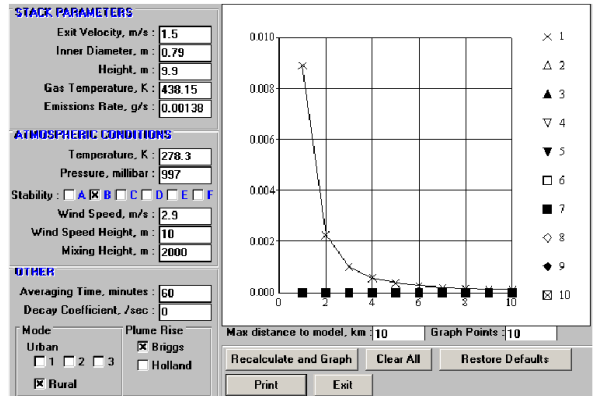 STACK PARAMETERS
Exit Velocity, m/s : 1.5
Inner Diameter, m : 0.79
Height, m : 9.9
Gas Temperature, K : 438.15
Emissions Rate, g/s : 0.00138
ATMOSPHERIC CONDITIONS
Temperature, K : 278.3
Pressure, millibar : 997
Stability : A B C D E F
Wind Speed, m/s : 2.9
Wind Speed Height, m : 10
Mixing Height, m : 2000
OTHER
Averaging Time, minutes : 60
Decay Coefficient, /sec : 0
Mode
Urban
1 2 3
Rural
Plume Rise
Briggs
Holland
0.010
0.008
0.006
0.004
0.002
0.000
0 2 4 6 8 10
1
2
3
4
5
6
7
8
9
10
Max distance to model, km : 10 Graph Points : 10
Recalculate and Graph Clear All Restore Defaults
Print Exit